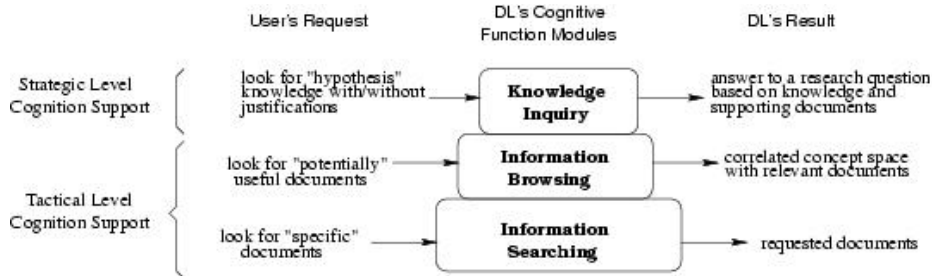 User's Request
DL's Cognitive
Function Modules
DL's Result
Strategic Level
Cognition Support
look for "hypothesis"
knowledge with/without
justifications
Knowledge
Inquiry
answer to a research question
based on knowledge and
supporting documents
Tactical Level
Cognition Support
look for "potentially"
useful documents
Information
Browsing
correlated concept space
with relevant documents
look for "specific"
documents
Information
Searching
requested documents